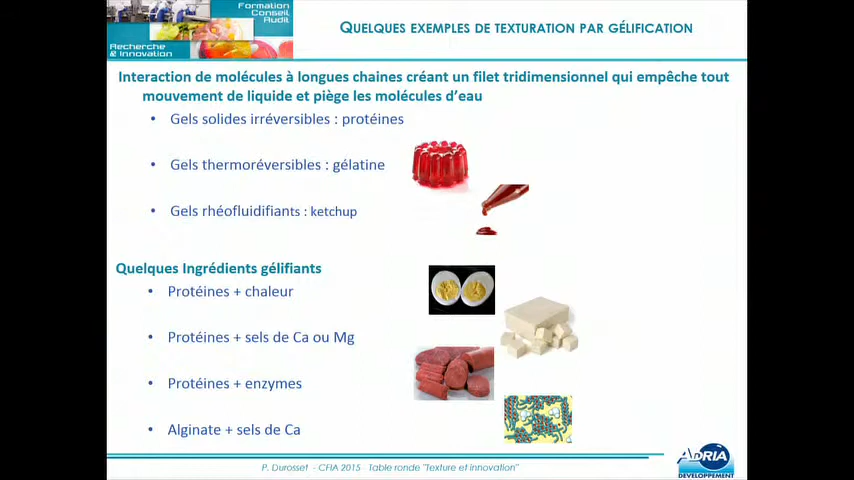 Formation
Conseil
Audit
Recherche
& Innovation
QUELQUES EXEMPLES DE TEXTURATION PAR GÉLIFICATION
Interaction de molécules à longues chaines créant un filet tridimensionnel qui empêche tout
mouvement de liquide et piège les molécules d'eau
• Gels solides irréversibles : protéines
• Gels thermoréversibles : gélatine
• Gels rhéofluidifiants : ketchup
Quelques Ingrédients gélifiants
• Protéines + chaleur
• Protéines + sels de Ca ou Mg
• Protéines + enzymes
• Alginate + sels de Ca
P. Durosset - CFIA 2015 - Table ronde "Texture et innovation"
ADRIA
DÉVELOPPEMENT